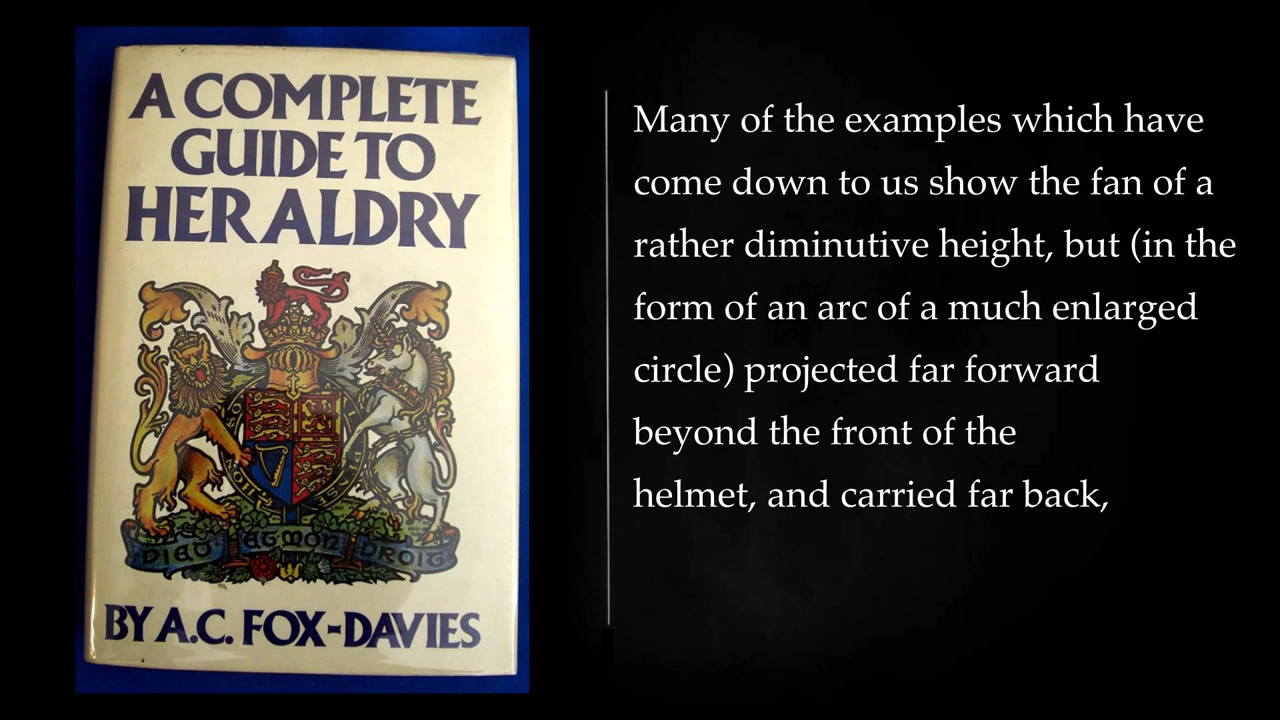 A COMPLETE
GUIDE TO
HERALDRY
DIEU ET MON DROIT
BY A.C. FOX-DAVIES
Many of the examples which have
come down to us show the fan of a
rather diminutive height, but (in the
form of an arc of a much enlarged
circle) projected far forward
beyond the front of the
helmet, and carried far back,